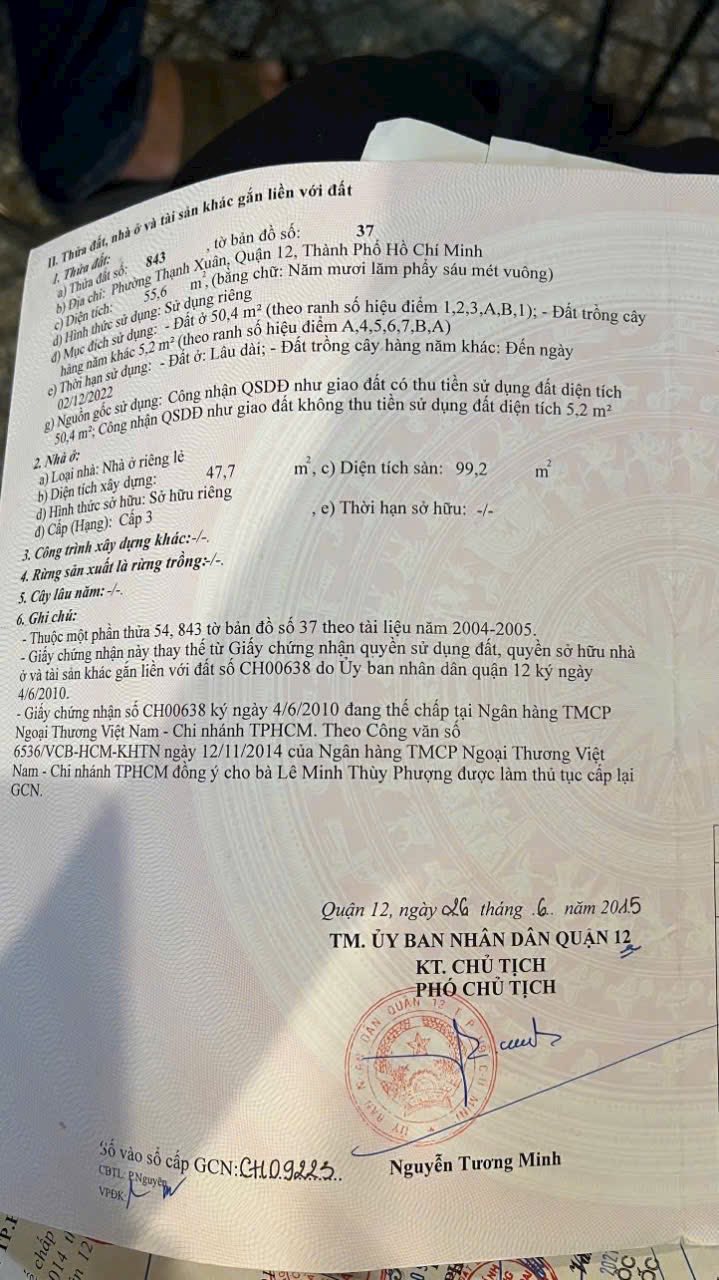 II. Thửa đất, nhà ở và tài sản khác gắn liền với đất
1. Thửa đất:
a) Thửa đất số: 843 , tờ bản đồ số: 37
b) Địa chỉ: Phường Thạnh Xuân, Quận 12, Thành Phố Hồ Chí Minh
c) Diện tích: 55,6 m², (bằng chữ: Năm mươi lăm phẩy sáu mét vuông)
d) Hình thức sử dụng: Sử dụng riêng
đ) Mục đích sử dụng: - Đất ở 50,4 m² (theo ranh số hiệu điểm 1,2,3,A,B,1); - Đất trồng cây
hàng năm khác 5,2 m² (theo ranh số hiệu điểm A,4,5,6,7,B,A)
e) Thời hạn sử dụng: - Đất ở: Lâu dài; - Đất trồng cây hàng năm khác: Đến ngày
02/12/2022
g) Nguồn gốc sử dụng: Công nhận QSDĐ như giao đất có thu tiền sử dụng đất diện tích
50,4 m²; Công nhận QSDĐ như giao đất không thu tiền sử dụng đất diện tích 5,2 m²
2. Nhà ở:
a) Loại nhà: Nhà ở riêng lẻ
b) Diện tích xây dựng: 47,7 m², c) Diện tích sàn: 99,2 m²
d) Hình thức sở hữu: Sở hữu riêng
đ) Cấp (Hạng): Cấp 3 , e) Thời hạn sở hữu: -/-
3. Công trình xây dựng khác:-/-.
4. Rừng sản xuất là rừng trồng:-/-.
5. Cây lâu năm: -/-.
6. Ghi chú:
- Thuộc một phần thửa 54, 843 tờ bản đồ số 37 theo tài liệu năm 2004-2005.
- Giấy chứng nhận này thay thế từ Giấy chứng nhận quyền sử dụng đất, quyền sở hữu nhà
ở và tài sản khác gắn liền với đất số CH00638 do Ủy ban nhân dân quận 12 ký ngày
4/6/2010.
- Giấy chứng nhận số CH00638 ký ngày 4/6/2010 đang thế chấp tại Ngân hàng TMCP
Ngoại Thương Việt Nam - Chi nhánh TPHCM. Theo Công văn số
6536/VCB-HCM-KHTN ngày 12/11/2014 của Ngân hàng TMCP Ngoại Thương Việt
Nam - Chi nhánh TPHCM đồng ý cho bà Lê Minh Thùy Phượng được làm thủ tục cấp lại
GCN.
Quận 12, ngày 26 tháng .6.. năm 2015
TM. ỦY BAN NHÂN DÂN QUẬN 12
KT. CHỦ TỊCH
PHÓ CHỦ TỊCH
ỦY BAN NHÂN DÂN QUẬN 12 T.P HỒ CHÍ MINH
Nguyễn Tương Minh
Số vào sổ cấp GCN:CH09223..
CBTL: P.Nguyên
VPĐK: